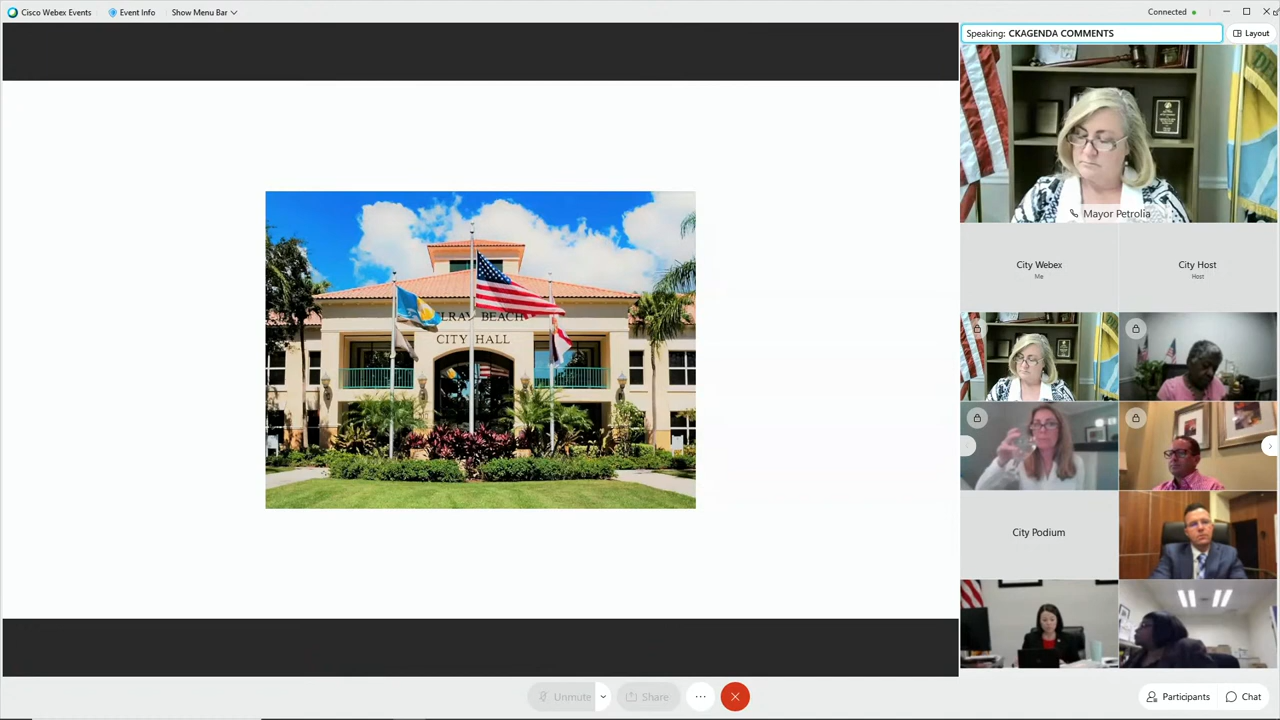 Cisco Webex Events
Event Info
Show Menu Bar
Connected
Speaking: CKAGENDA COMMENTS
Layout
Mayor Petrolia
City Webex
Me
City Host
Host
LRAY BEACH
CITY HALL
City Podium
Unmute
Share
Participants
Chat